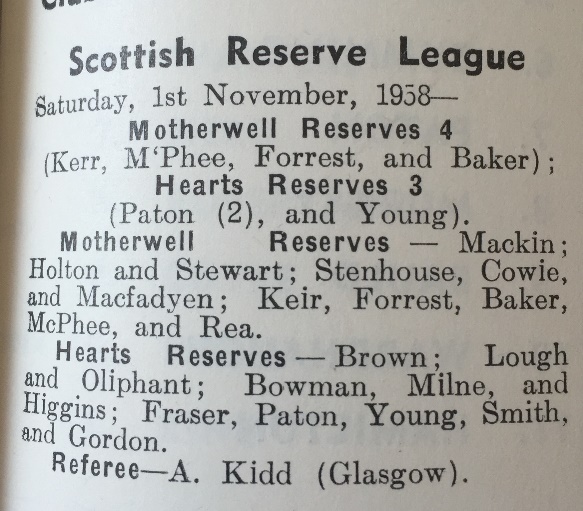 Scottish Reserve League
Saturday, 1st November, 1958—
Motherwell Reserves 4
(Kerr, M‘Phee, Forrest, and Baker) ;
Hearts Reserves 3
(Paton (2), and Young).
Motherwell Reserves — Mackin;
Holton and Stewart; Stenhouse, Cowie,
and Macfadyen; Keir, Forrest, Baker,
McPhee, and Rea.
Hearts Reserves — Brown; Lough
and Oliphant; Bowman, Milne, and
Higgins; Fraser, Paton, Young, Smith,
and Gordon.
Referee—A. Kidd (Glasgow).